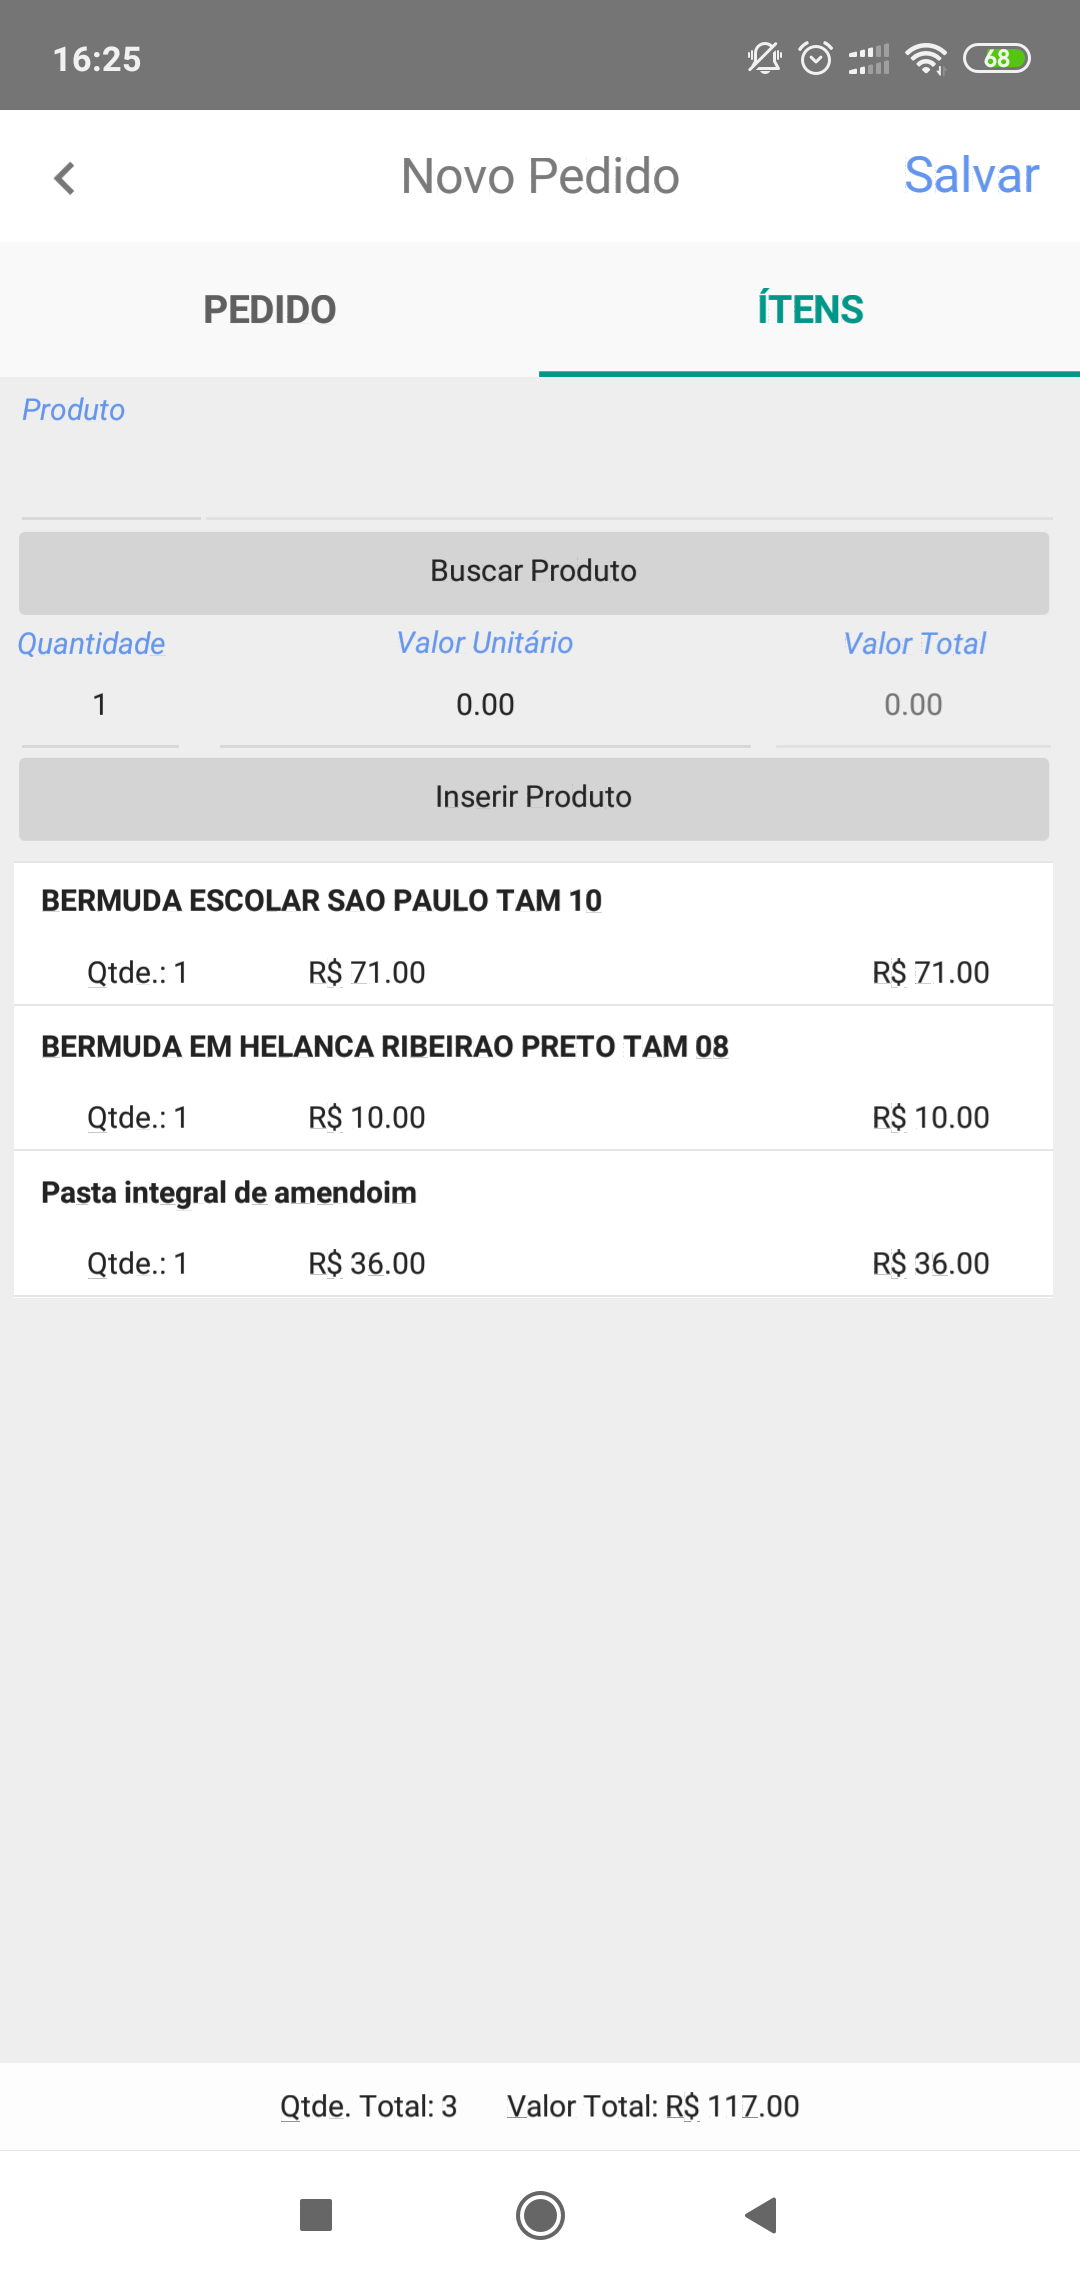 16:25
68
Novo Pedido
Salvar
PEDIDO
ÍTENS
Produto
Buscar Produto
Quantidade Valor Unitário Valor Total
1 0.00 0.00
Inserir Produto
BERMUDA ESCOLAR SAO PAULO TAM 10
Qtde.: 1 R$ 71.00 R$ 71.00
BERMUDA EM HELANCA RIBEIRAO PRETO TAM 08
Qtde.: 1 R$ 10.00 R$ 10.00
Pasta integral de amendoim
Qtde.: 1 R$ 36.00 R$ 36.00
Qtde. Total: 3 Valor Total: R$ 117.00